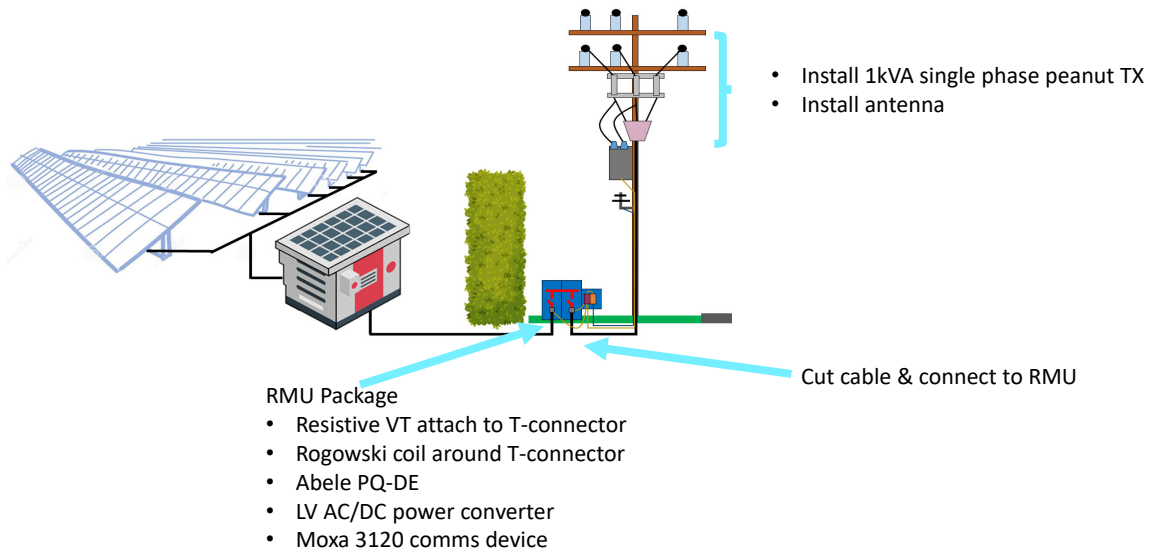 • Install 1kVA single phase peanut TX
• Install antenna
Cut cable & connect to RMU
RMU Package
• Resistive VT attach to T-connector
• Rogowski coil around T-connector
• Abele PQ-DE
• LV AC/DC power converter
• Moxa 3120 comms device